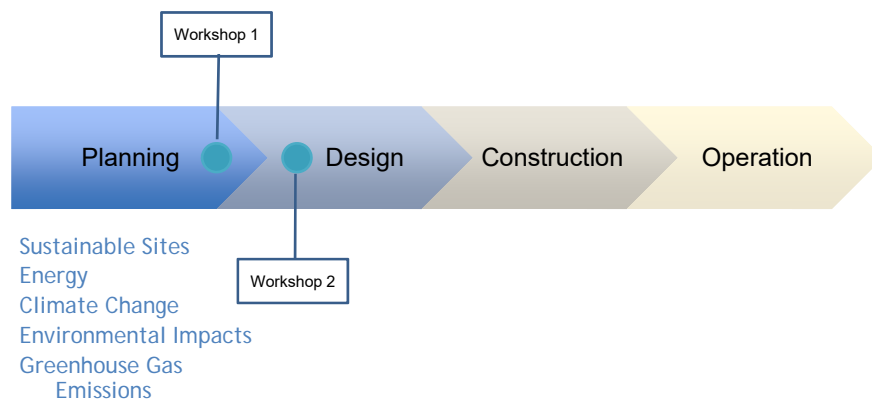 Workshop 1
Planning
Design
Construction
Operation
Workshop 2
Sustainable Sites
Energy
Climate Change
Environmental Impacts
Greenhouse Gas
Emissions